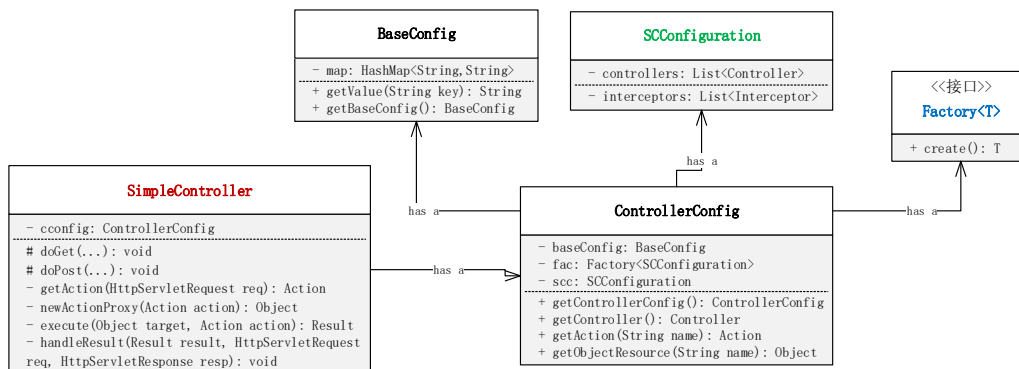 BaseConfig
- map: HashMap<String,String>
+ getValue(String key): String
+ getBaseConfig(): BaseConfig
SCConfiguration
- controllers: List<Controller>
- interceptors: List<Interceptor>
<<接口>>
Factory<T>
+ create(): T
has a
has a
has a
has a
SimpleController
- cconfig: ControllerConfig
# doGet(...): void
# doPost(...): void
- getAction(HttpServletRequest req): Action
- newActionProxy(Action action): Object
- execute(Object target, Action action): Result
- handleResult(Result result, HttpServletRequest
req, HttpServletResponse resp): void
ControllerConfig
- baseConfig: BaseConfig
- fac: Factory<SCConfiguration>
- scc: SCConfiguration
+ getControllerConfig(): ControllerConfig
+ getController(): Controller
+ getAction(String name): Action
+ getObjectResource(String name): Object